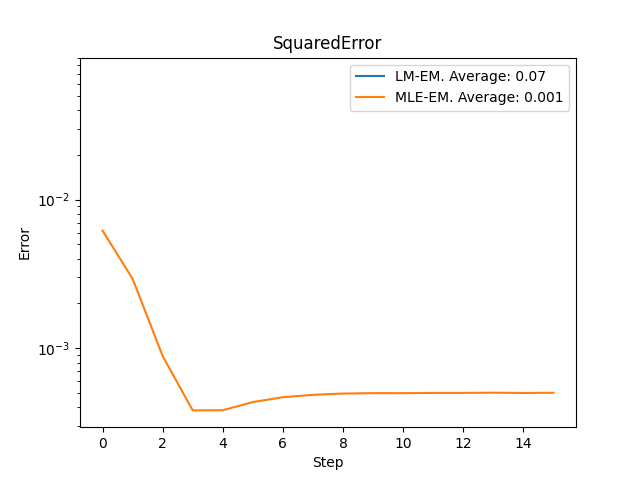 SquaredError
LM-EM. Average: 0.07
MLE-EM. Average: 0.001
10⁻²
10⁻³
Error
0 2 4 6 8 10 12 14
Step